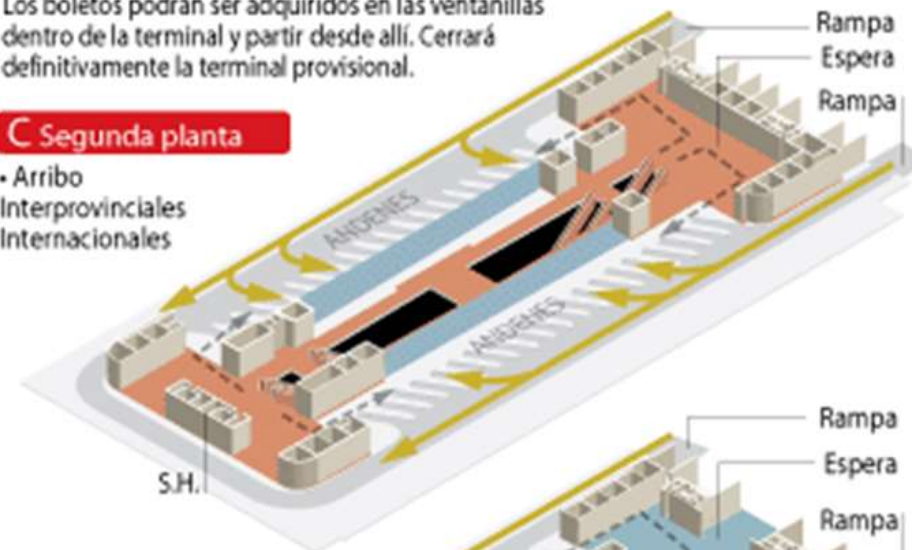 Los boletos podrán ser adquiridos en las ventanillas
dentro de la terminal y partir desde allí. Cerrará
definitivamente la terminal provisional.
C Segunda planta
• Arribo
Interprovinciales
Internacionales
Rampa
Espera
Rampa
ANDENES
ANDENES
S.H.
Rampa
Espera
Rampa